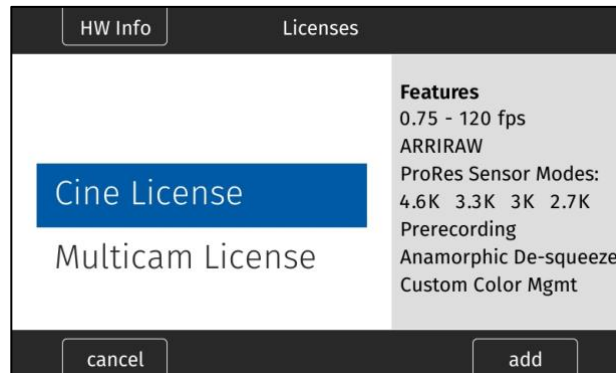 HW Info Licenses
Cine License
Multicam License
Features
0.75 - 120 fps
ARRIRAW
ProRes Sensor Modes:
4.6K 3.3K 3K 2.7K
Prerecording
Anamorphic De-squeeze
Custom Color Mgmt
cancel add